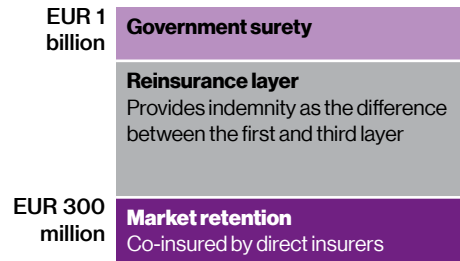 EUR 1
billion
Government surety
Reinsurance layer
Provides indemnity as the difference
between the first and third layer
EUR 300
million
Market retention
Co-insured by direct insurers